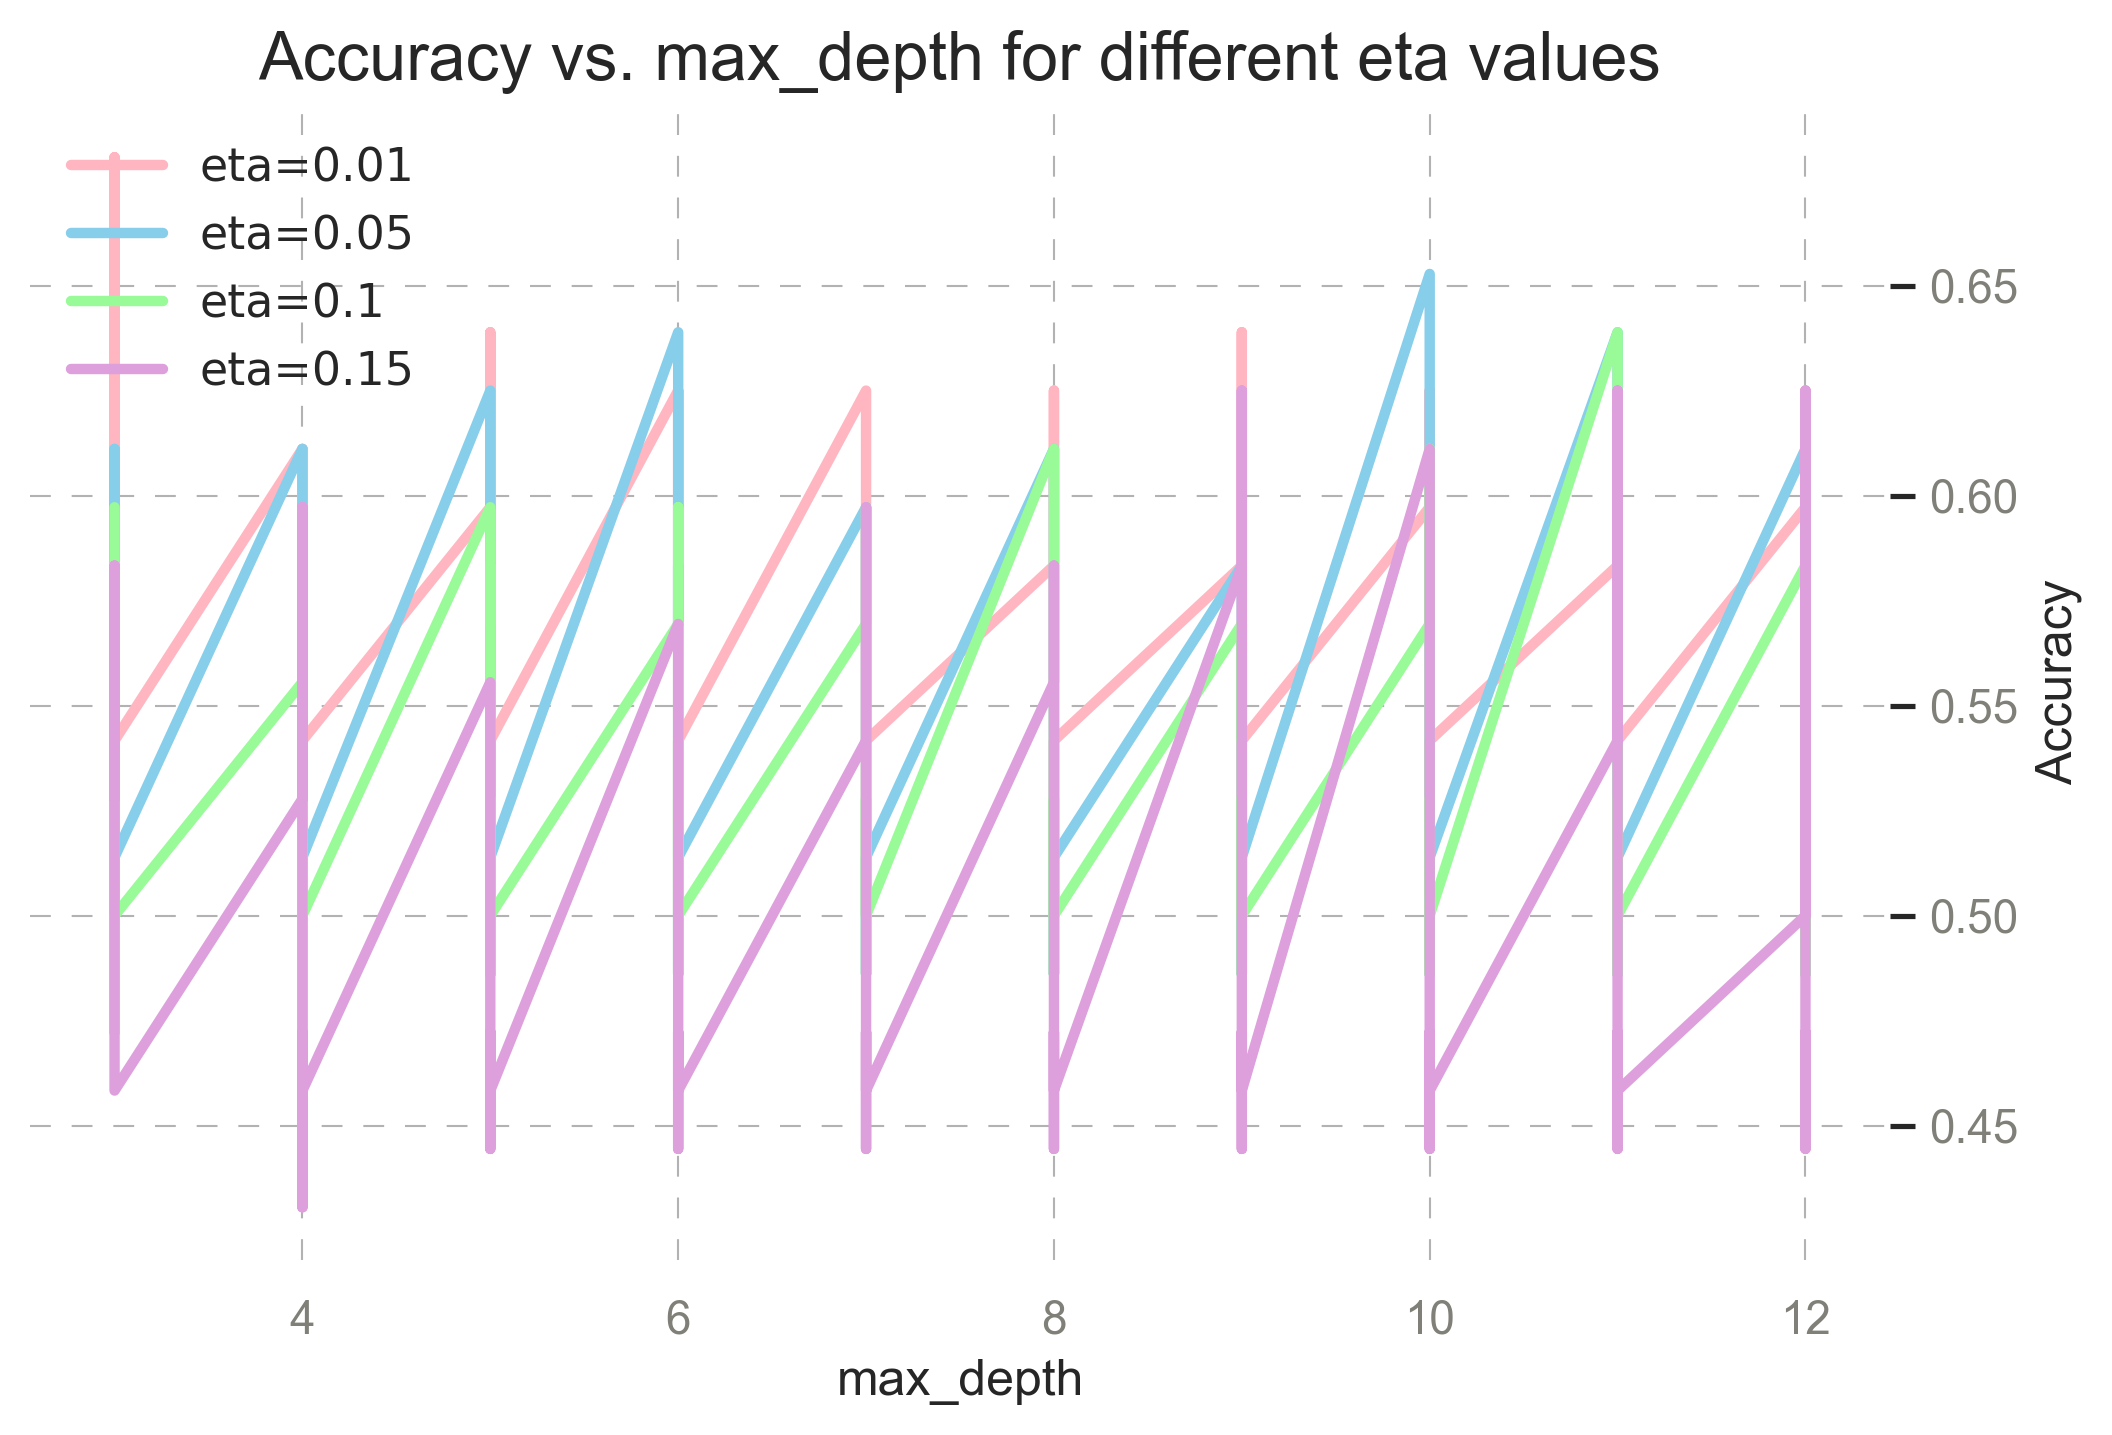 Accuracy vs. max_depth for different eta values
eta=0.01
eta=0.05
eta=0.1
eta=0.15
0.65
0.60
0.55
0.50
0.45
Accuracy
4 6 8 10 12
max_depth